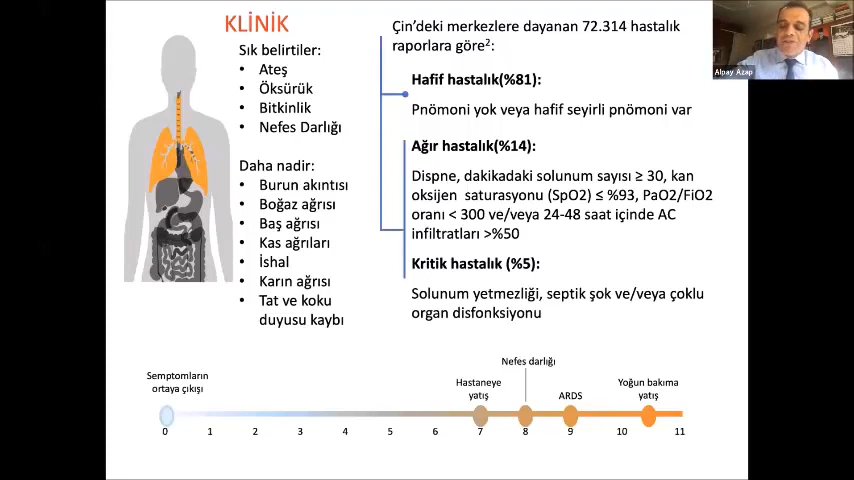 KLİNİK
Sık belirtiler:
• Ateş
• Öksürük
• Bitkinlik
• Nefes Darlığı
Daha nadir:
• Burun akıntısı
• Boğaz ağrısı
• Baş ağrısı
• Kas ağrıları
• İshal
• Karın ağrısı
• Tat ve koku
duyusu kaybı
Çin’deki merkezlere dayanan 72.314 hastalık
raporlara göre²:
Hafif hastalık(%81):
Pnömoni yok veya hafif seyirli pnömoni var
Ağır hastalık(%14):
Dispne, dakikadaki solunum sayısı ≥ 30, kan
oksijen saturasyonu (SpO2) ≤ %93, PaO2/FiO2
oranı < 300 ve/veya 24-48 saat içinde AC
infiltratları >%50
Kritik hastalık (%5):
Solunum yetmezliği, septik şok ve/veya çoklu
organ disfonksiyonu
Alpay Azap
Semptomların
ortaya çıkışı
Hastaneye
yatış
Nefes darlığı
ARDS
Yoğun bakıma
yatış
0 1 2 3 4 5 6 7 8 9 10 11